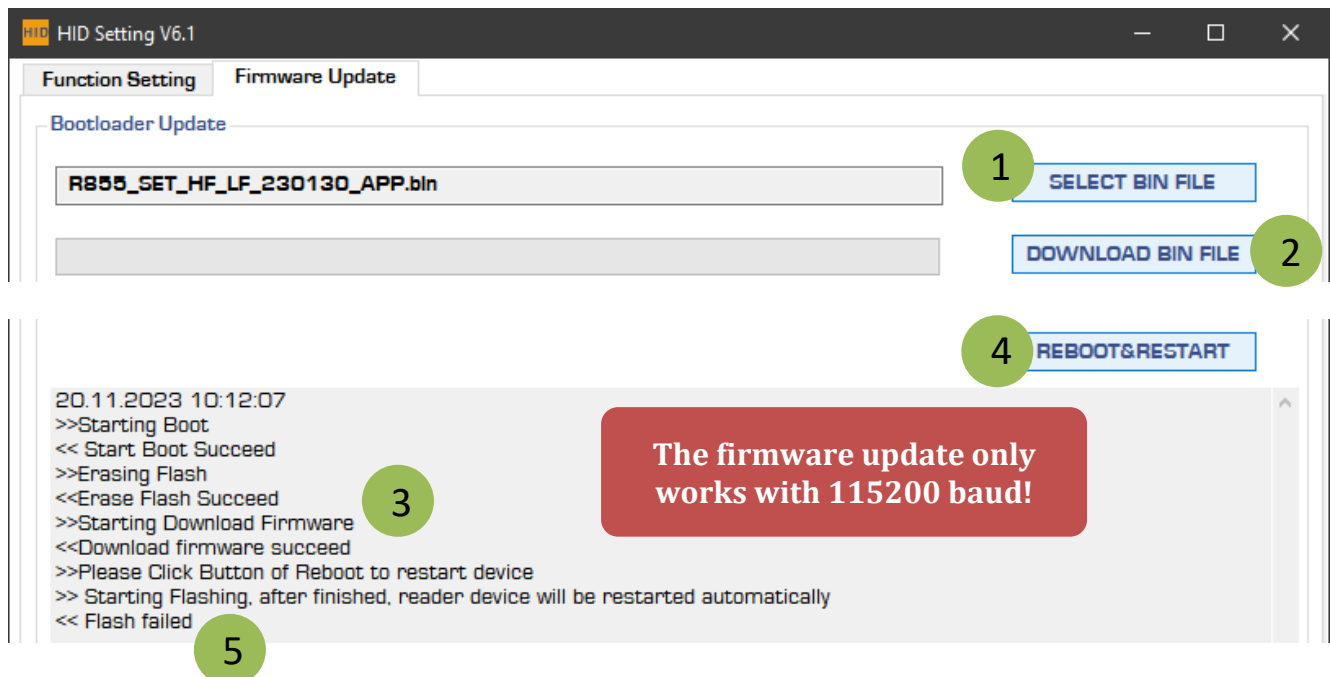 HID HID Setting V6.1
Function Setting Firmware Update
Bootloader Update
R855_SET_HF_LF_230130_APP.bin
1 SELECT BIN FILE
DOWNLOAD BIN FILE 2
4 REBOOT&RESTART
20.11.2023 10:12:07
>>Starting Boot
<< Start Boot Succeed
>>Erasing Flash
<<Erase Flash Succeed
3
>>Starting Download Firmware
<<Download firmware succeed
>>Please Click Button of Reboot to restart device
>> Starting Flashing, after finished, reader device will be restarted automatically
<< Flash failed
5
The firmware update only
works with 115200 baud!